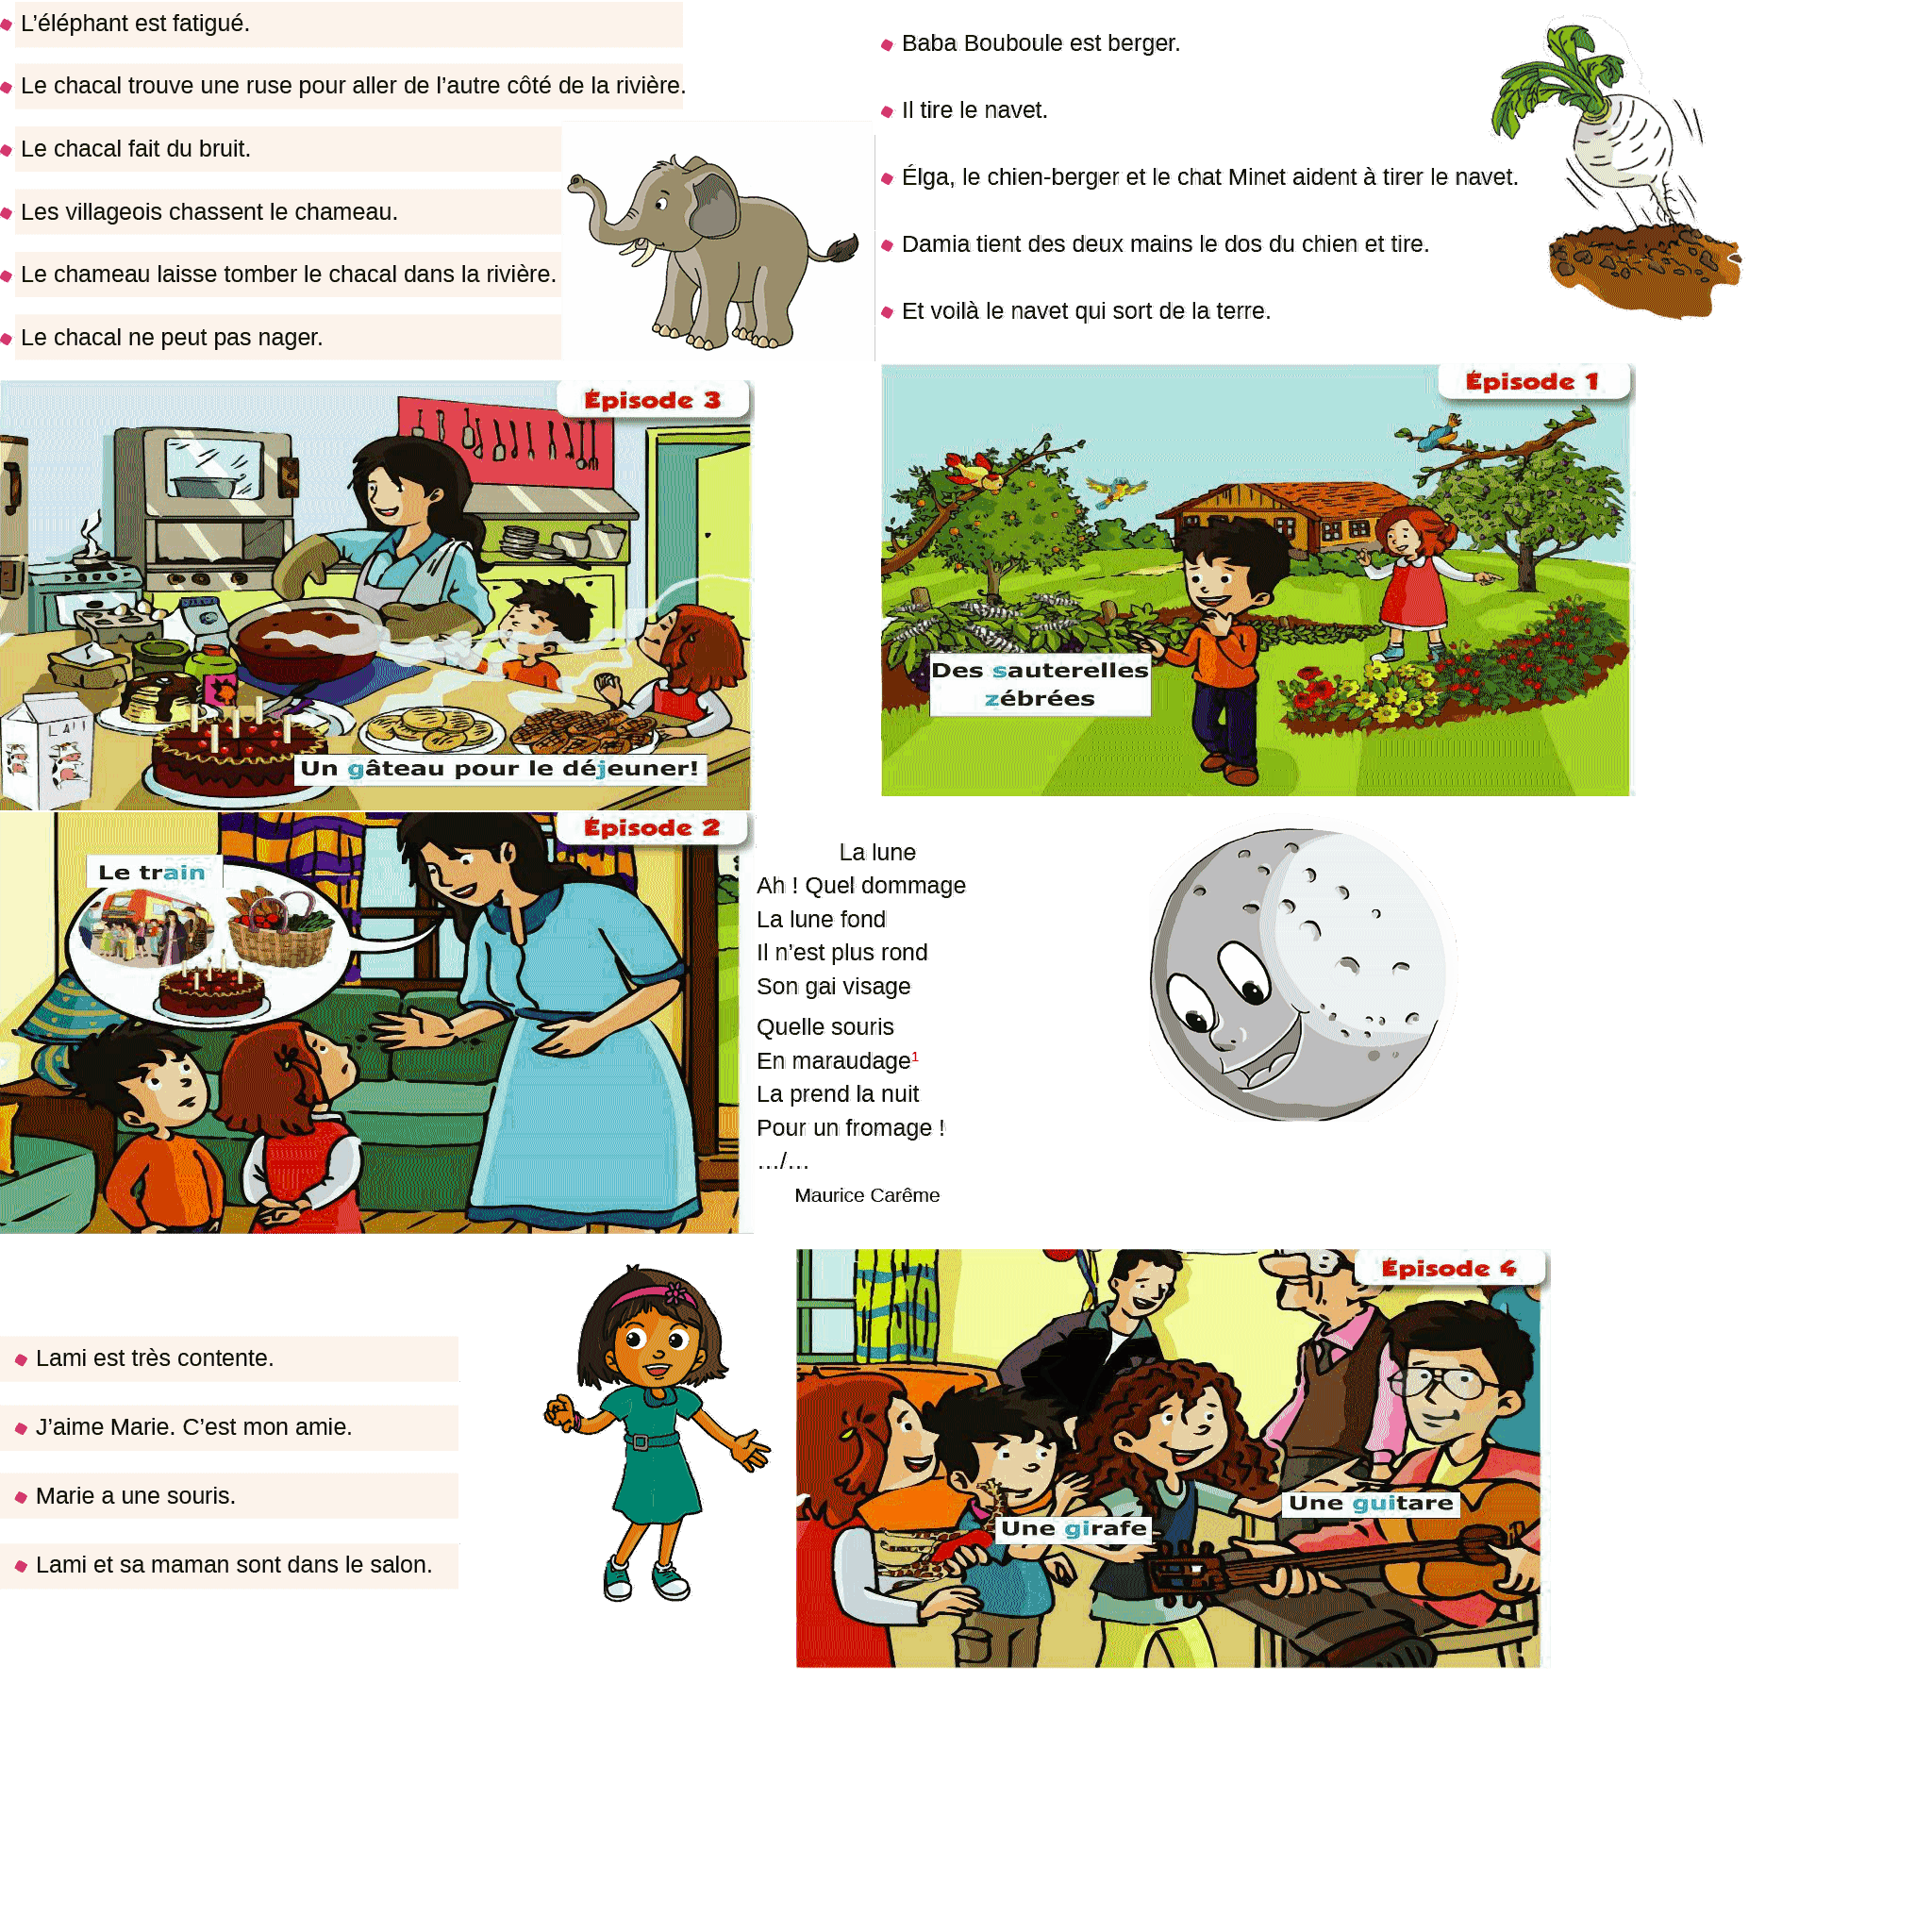 L’éléphant est fatigué.
Le chacal trouve une ruse pour aller de l’autre côté de la rivière.
Le chacal fait du bruit.
Les villageois chassent le chameau.
Le chameau laisse tomber le chacal dans la rivière.
Le chacal ne peut pas nager.
Baba Bouboule est berger.
Il tire le navet.
Élga, le chien-berger et le chat Minet aident à tirer le navet.
Damia tient des deux mains le dos du chien et tire.
Et voilà le navet qui sort de la terre.
Épisode 3
LAIT
Un gâteau pour le déjeuner!
Épisode 1
Des sauterelles
zébrées
Épisode 2
Le train
La lune
Ah ! Quel dommage
La lune fond
Il n’est plus rond
Son gai visage
Quelle souris
En maraudage¹
La prend la nuit
Pour un fromage !
…/…
Maurice Carême
Lami est très contente.
J’aime Marie. C’est mon amie.
Marie a une souris.
Lami et sa maman sont dans le salon.
Épisode 4
Une guitare
Une girafe